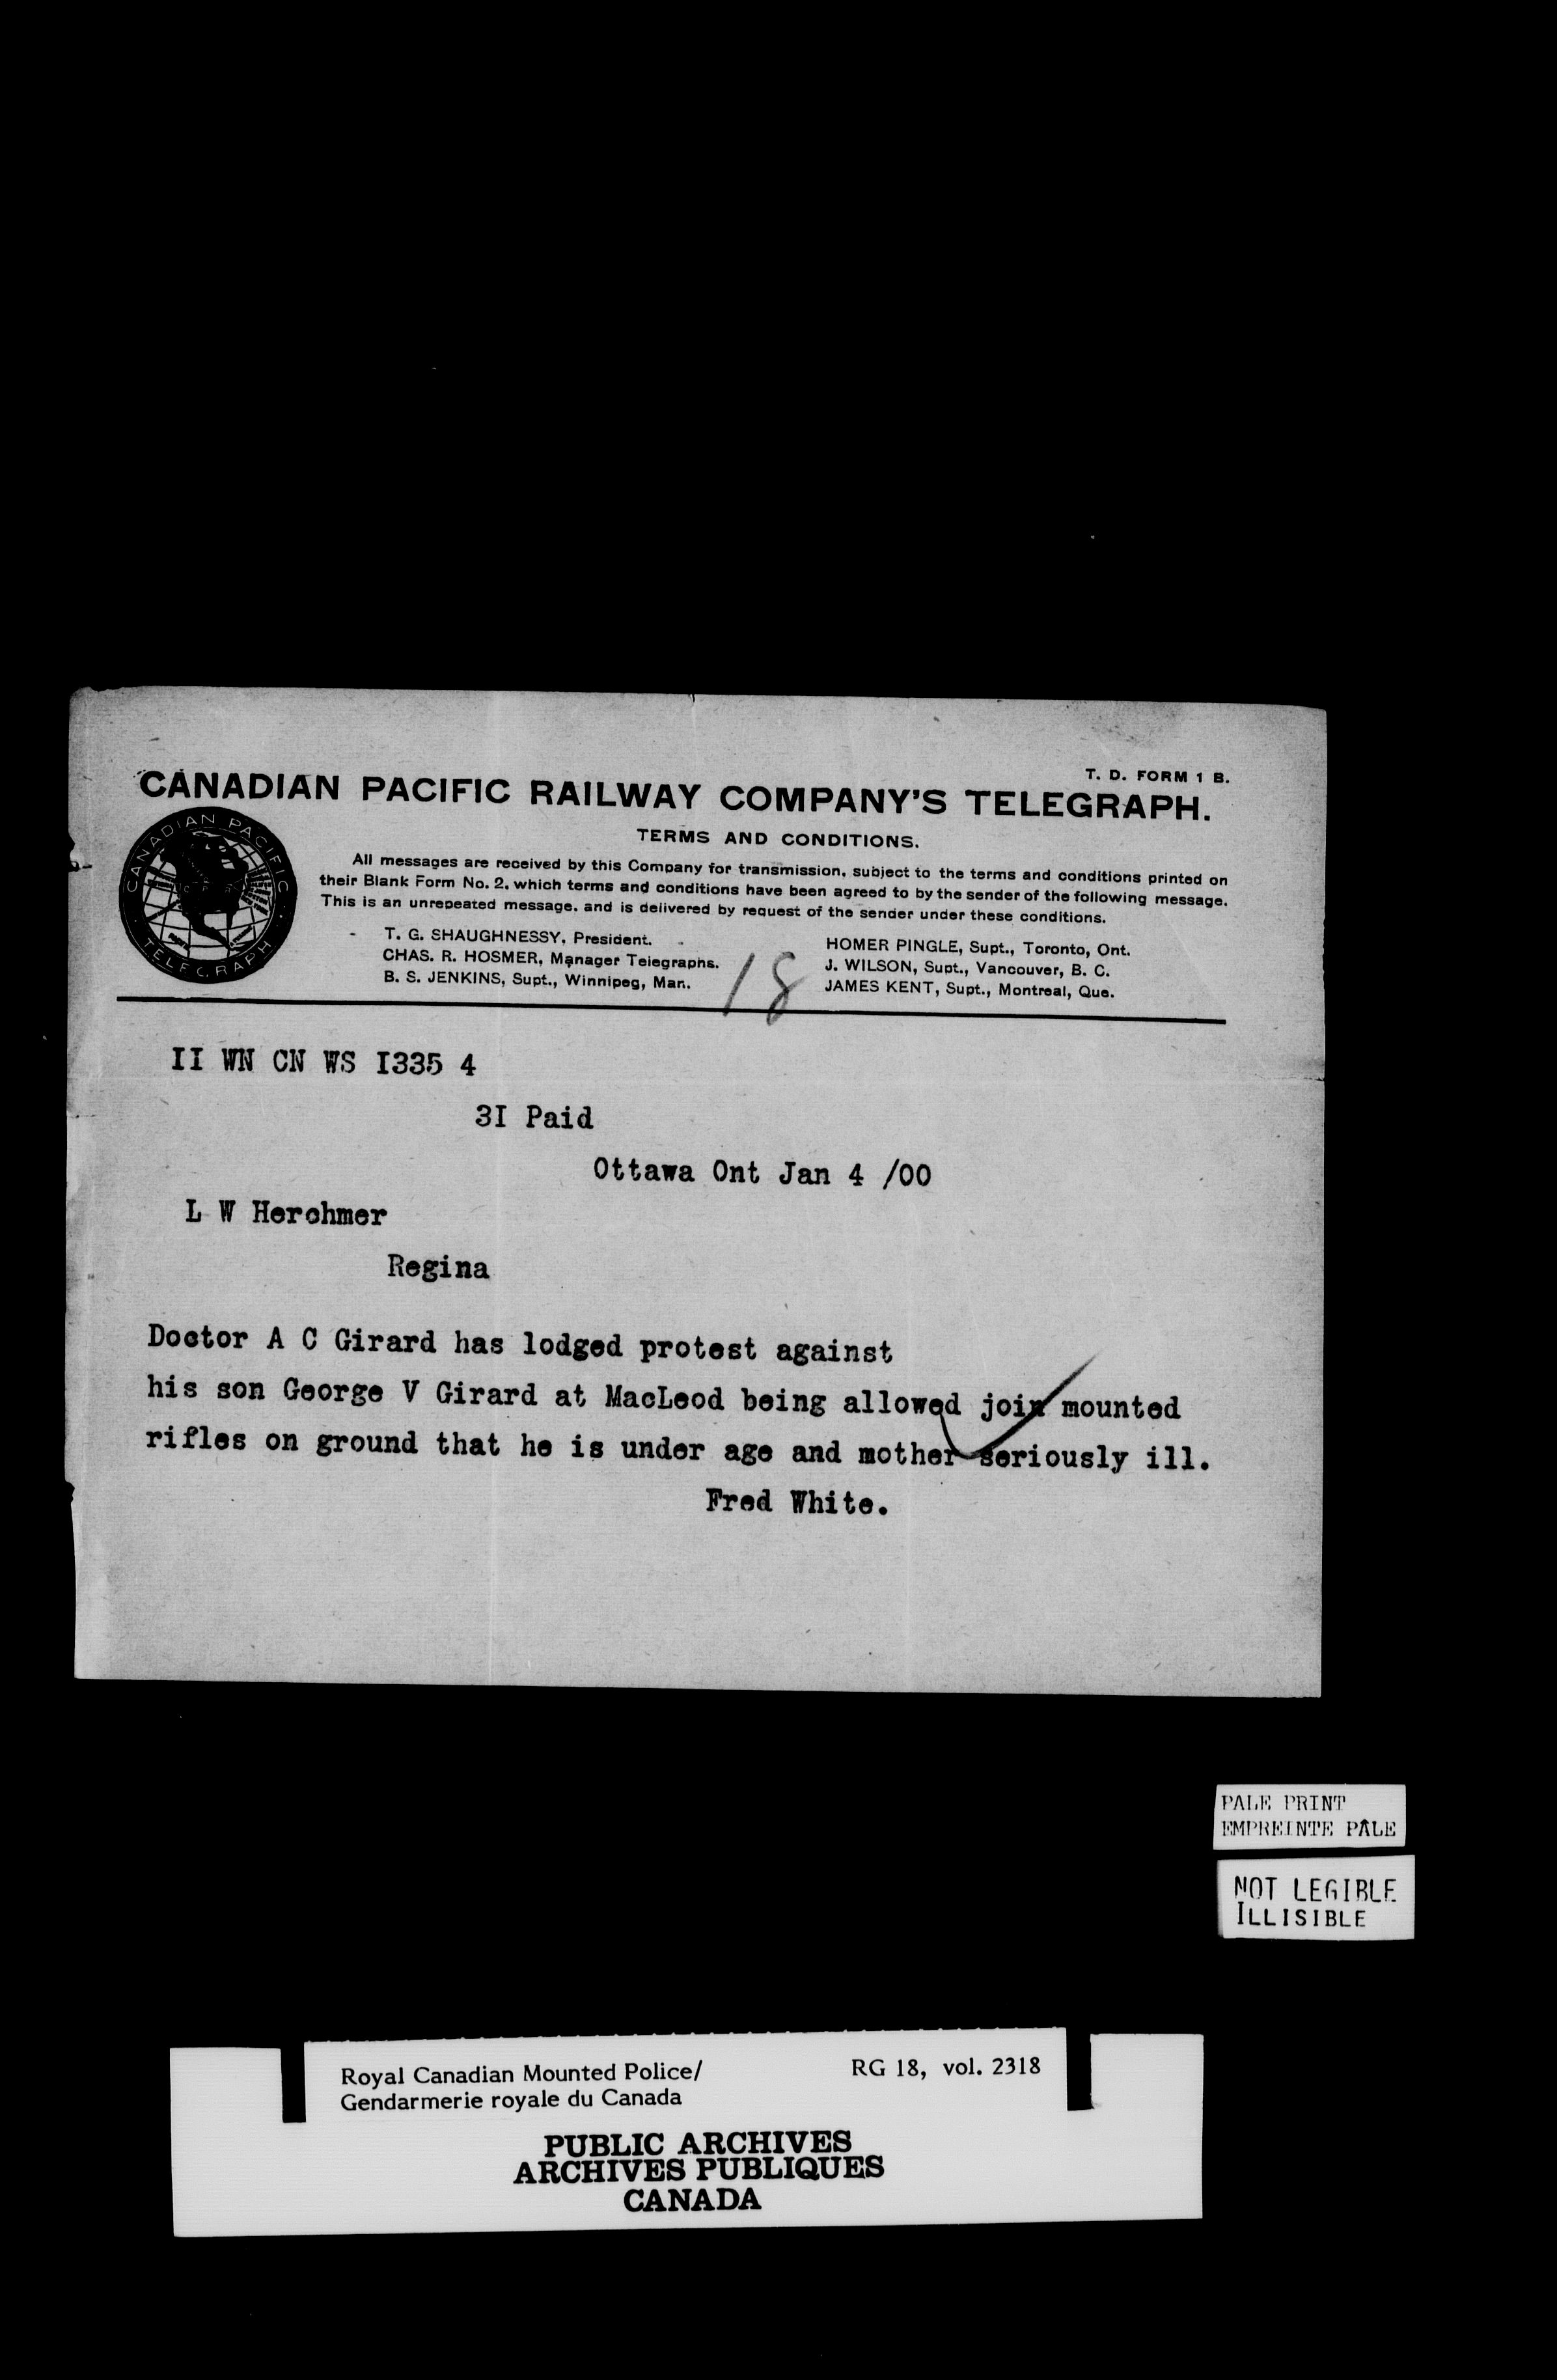 T. D. FORM 1 B.
CANADIAN PACIFIC RAILWAY COMPANY'S TELEGRAPH.
CANADIAN PACIFIC
TELEGRAPH
TERMS AND CONDITIONS.
All messages are received by this Company for transmission, subject to the terms and conditions printed on
their Blank Form No. 2, which terms and conditions have been agreed to by the sender of the following message.
This is an unrepeated message, and is delivered by request of the sender under these conditions.
T. G. SHAUGHNESSY, President.
CHAS. R. HOSMER, Manager Telegraphs.
B. S. JENKINS, Supt., Winnipeg, Man.
HOMER PINGLE, Supt., Toronto, Ont.
J. WILSON, Supt., Vancouver, B. C.
JAMES KENT, Supt., Montreal, Que.
18
II WN CN WS I335 4
3I Paid
Ottawa Ont Jan 4 /00
L W Herchmer
Regina
Doctor A C Girard has lodged protest against
his son George V Girard at MacLeod being allowed join mounted
rifles on ground that he is under age and mother seriously ill.
Fred White.
PALE PRINT
EMPREINTE PÂLE
NOT LEGIBLE
ILLISIBLE
Royal Canadian Mounted Police/
Gendarmerie royale du Canada
RG 18, vol. 2318
PUBLIC ARCHIVES
ARCHIVES PUBLIQUES
CANADA